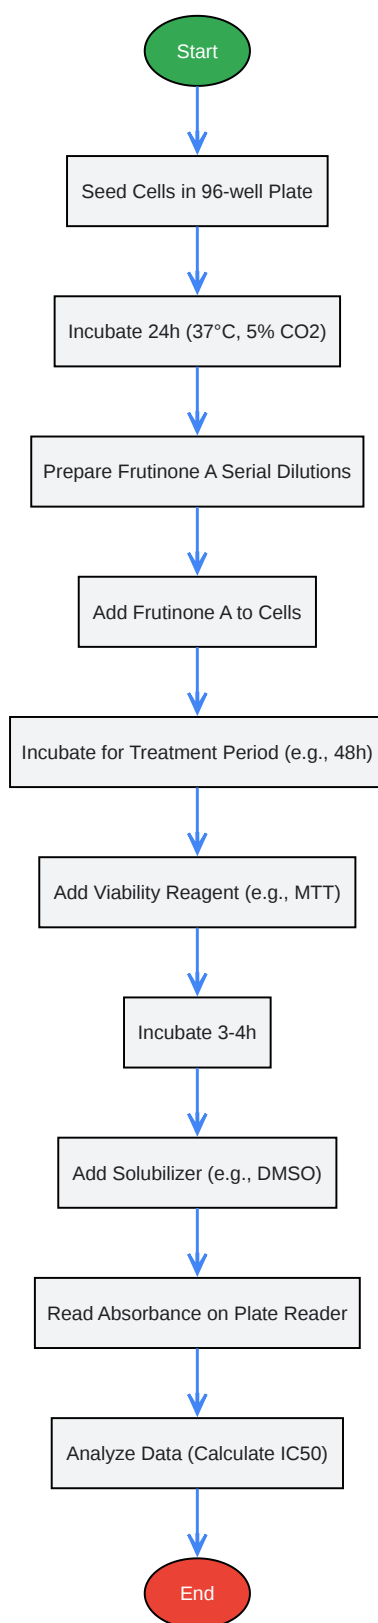 Start
Seed Cells in 96-well Plate
Incubate 24h (37°C, 5% CO2)
Prepare Frutinone A Serial Dilutions
Add Frutinone A to Cells
Incubate for Treatment Period (e.g., 48h)
Add Viability Reagent (e.g., MTT)
Incubate 3-4h
Add Solubilizer (e.g., DMSO)
Read Absorbance on Plate Reader
Analyze Data (Calculate IC50)
End